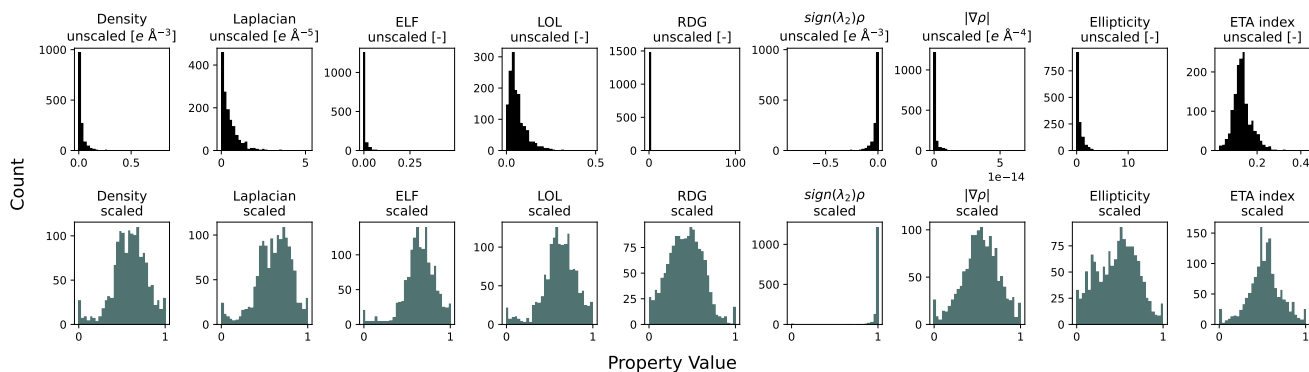 Density
unscaled [e Å⁻³]
Laplacian
unscaled [e Å⁻⁵]
ELF
unscaled [-]
LOL
unscaled [-]
RDG
unscaled [-]
sign(λ₂)ρ
unscaled [e Å⁻³]
|∇ρ|
unscaled [e Å⁻⁴]
Ellipticity
unscaled [-]
ETA index
unscaled [-]
1000
500
0
0.0 0.5
400
200
0
0 5
1000
500
0
0.00 0.25
300
200
100
0
0.0 0.5
1500
1000
500
0
0 100
1000
500
0
−0.5 0.0
1000
500
0
0 5
1e−14
750
500
250
0
0 10
200
100
0
0.2 0.4
Count
Density
scaled
Laplacian
scaled
ELF
scaled
LOL
scaled
RDG
scaled
sign(λ₂)ρ
scaled
|∇ρ|
scaled
Ellipticity
scaled
ETA index
scaled
100
50
0
0 1
100
50
0
0 1
100
50
0
0 1
100
50
0
0 1
75
50
25
0
0 1
1000
500
0
0 1
100
75
50
25
0
0 1
75
50
25
0
0 1
150
100
50
0
0 1
Property Value